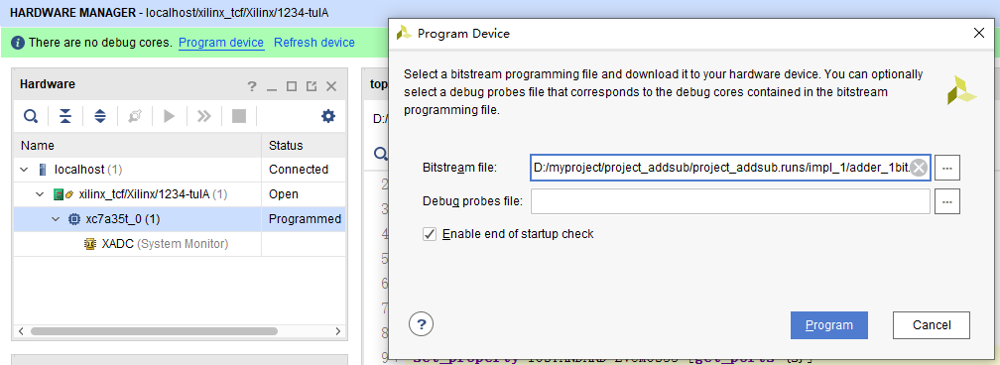 HARDWARE MANAGER - localhost/xilinx_tcf/Xilinx/1234-tulA
There are no debug cores. Program device Refresh device
Hardware
Name Status
localhost (1) Connected
xilinx_tcf/Xilinx/1234-tulA Open
xc7a35t_0 (1) Programmed
XADC (System Monitor)
top
D:/
2
3
4
5
6
7
8
9
Program Device
Select a bitstream programming file and download it to your hardware device. You can optionally
select a debug probes file that corresponds to the debug cores contained in the bitstream
programming file.
Bitstream file: D:/myproject/project_addsub/project_addsub.runs/impl_1/adder_1bit.
Debug probes file:
Enable end of startup check
? Program Cancel